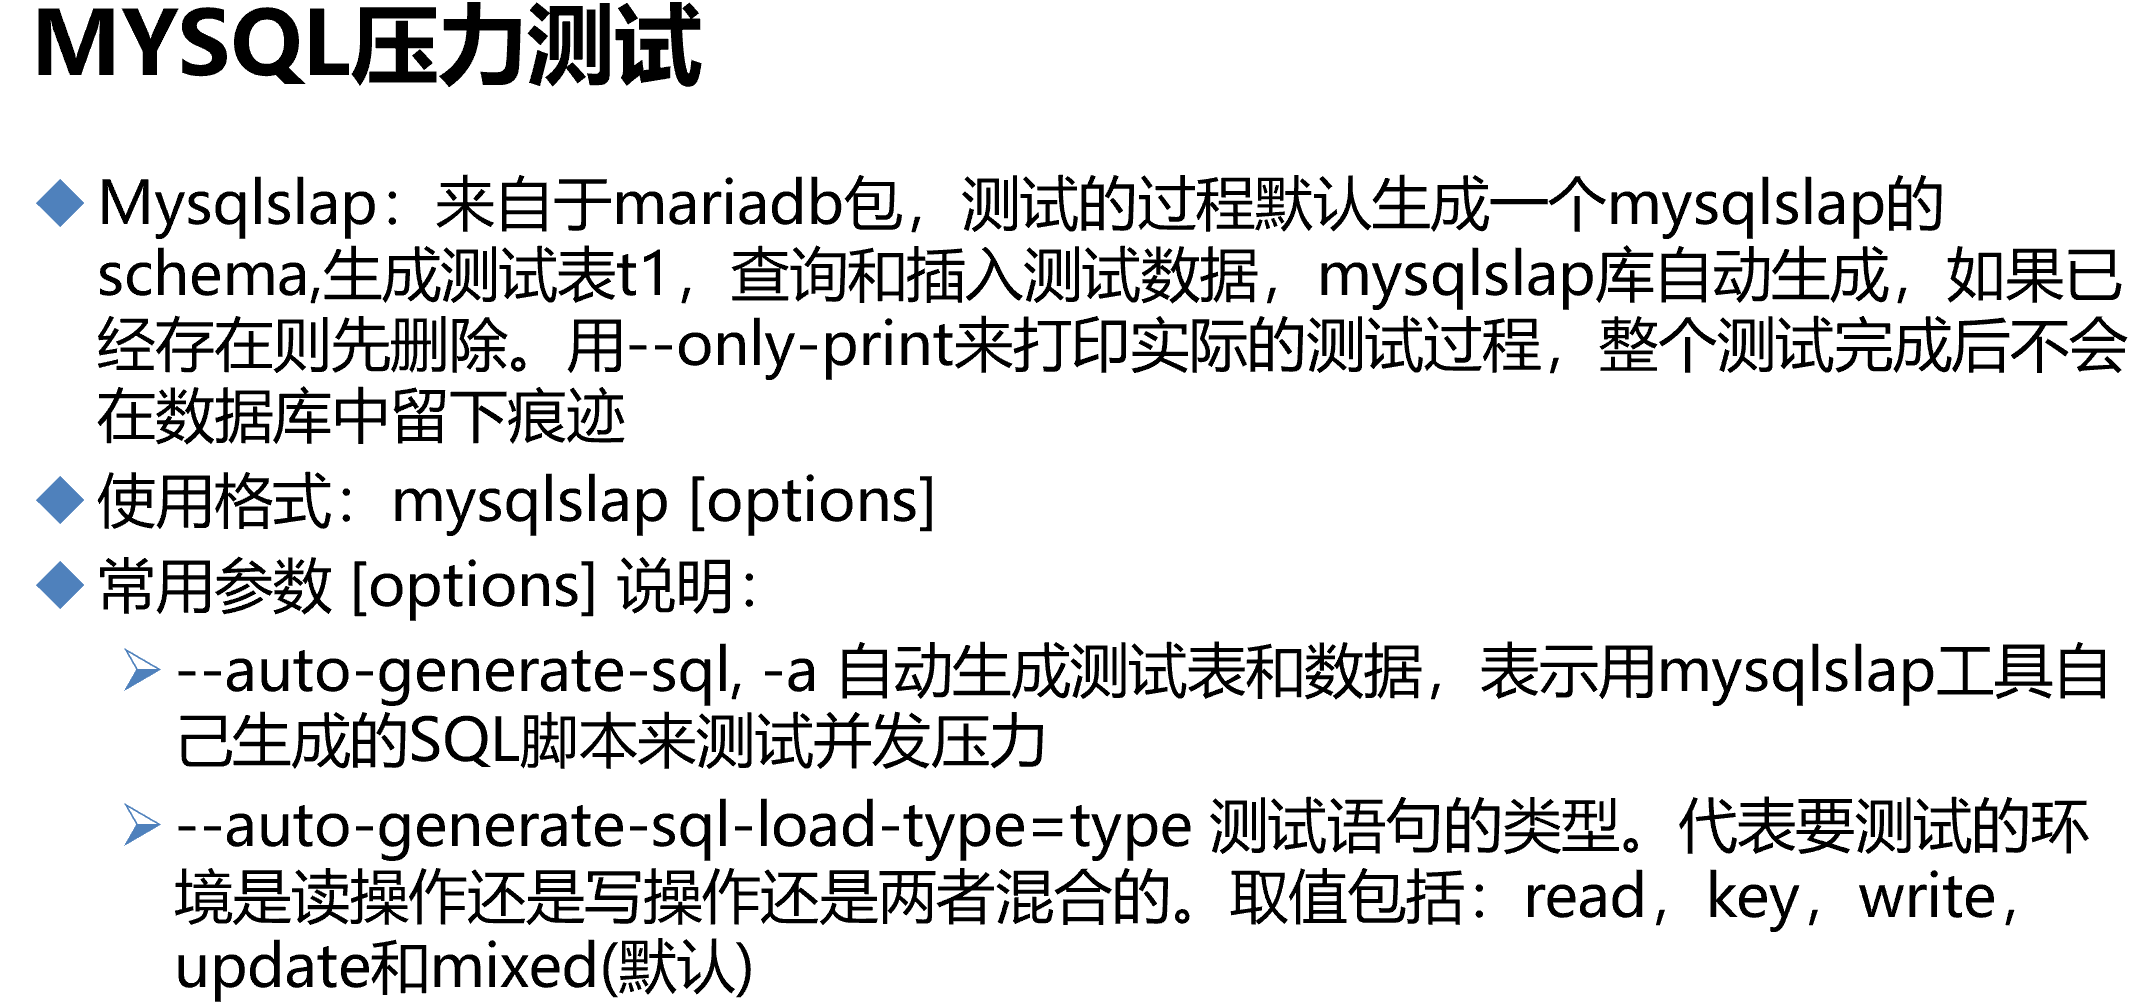 MYSQL压力测试
Mysqlslap：来自于mariadb包，测试的过程默认生成一个mysqlslap的
schema,生成测试表t1，查询和插入测试数据，mysqlslap库自动生成，如果已
经存在则先删除。用--only-print来打印实际的测试过程，整个测试完成后不会
在数据库中留下痕迹
使用格式：mysqlslap [options]
常用参数 [options] 说明：
--auto-generate-sql, -a 自动生成测试表和数据，表示用mysqlslap工具自
己生成的SQL脚本来测试并发压力
--auto-generate-sql-load-type=type 测试语句的类型。代表要测试的环
境是读操作还是写操作还是两者混合的。取值包括：read，key，write，
update和mixed(默认)